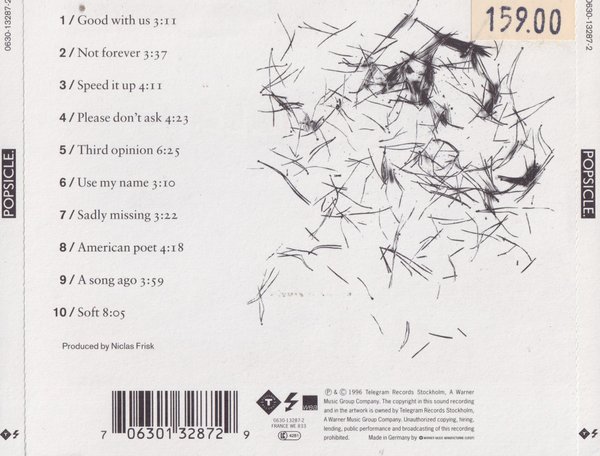 0630-13287-2
POPSICLE.
159.00
1 / Good with us 3:11
2 / Not forever 3:37
3 / Speed it up 4:11
4 / Please don't ask 4:23
5 / Third opinion 6:25
6 / Use my name 3:10
7 / Sadly missing 3:22
8 / American poet 4:18
9 / A song ago 3:59
10 / Soft 8:05
Produced by Niclas Frisk
7 06301 32872 9
T
0630-13287-2
FRANCE WE 833
LC 4281
℗ & © 1996 Telegram Records Stockholm, A Warner
Music Group Company. The copyright in this sound recording
and in the artwork is owned by Telegram Records Stockholm,
A Warner Music Group Company. Unauthorized copying, hiring,
lending, public performance and broadcasting of this recording
prohibited. Made in Germany by WARNER MUSIC MANUFACTURING EUROPE
0630-13287-2
POPSICLE.